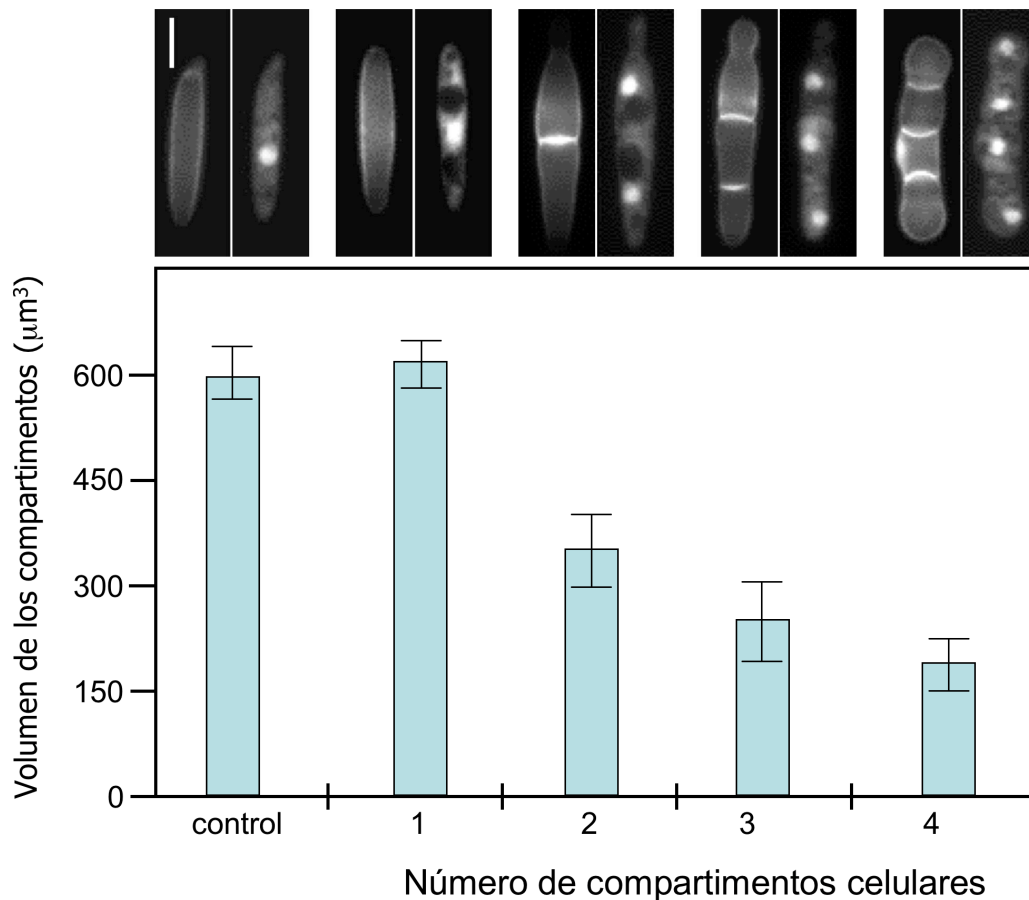 Volumen de los compartimentos (μm³)
600
450
300
150
0
control 1 2 3 4
Número de compartimentos celulares